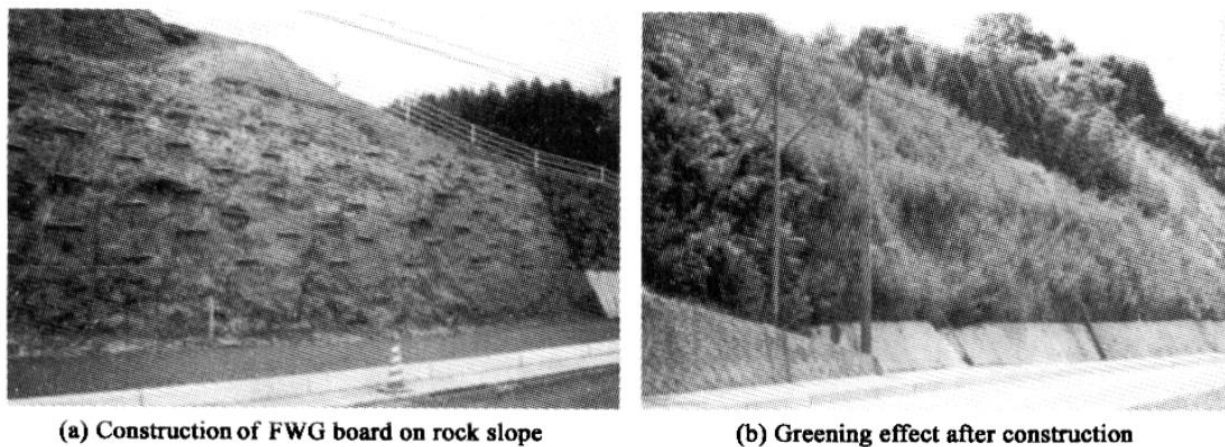 (a) Construction of FWG board on rock slope
(b) Greening effect after construction